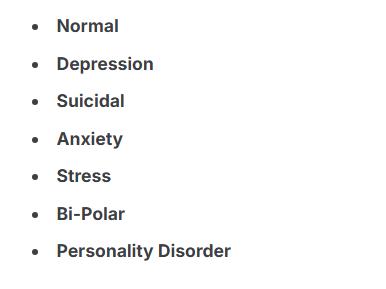 • Normal
• Depression
• Suicidal
• Anxiety
• Stress
• Bi-Polar
• Personality Disorder